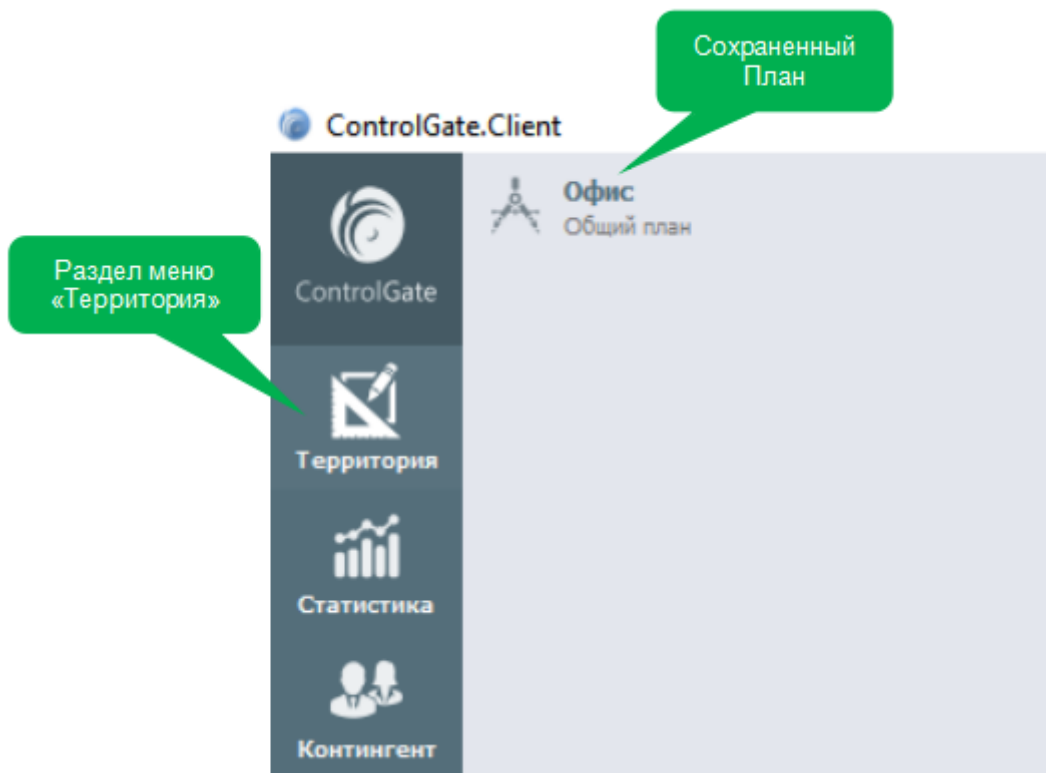 Сохраненный
План
ControlGate.Client
Офис
Общий план
ControlGate
Раздел меню
«Территория»
Территория
Статистика
Контингент